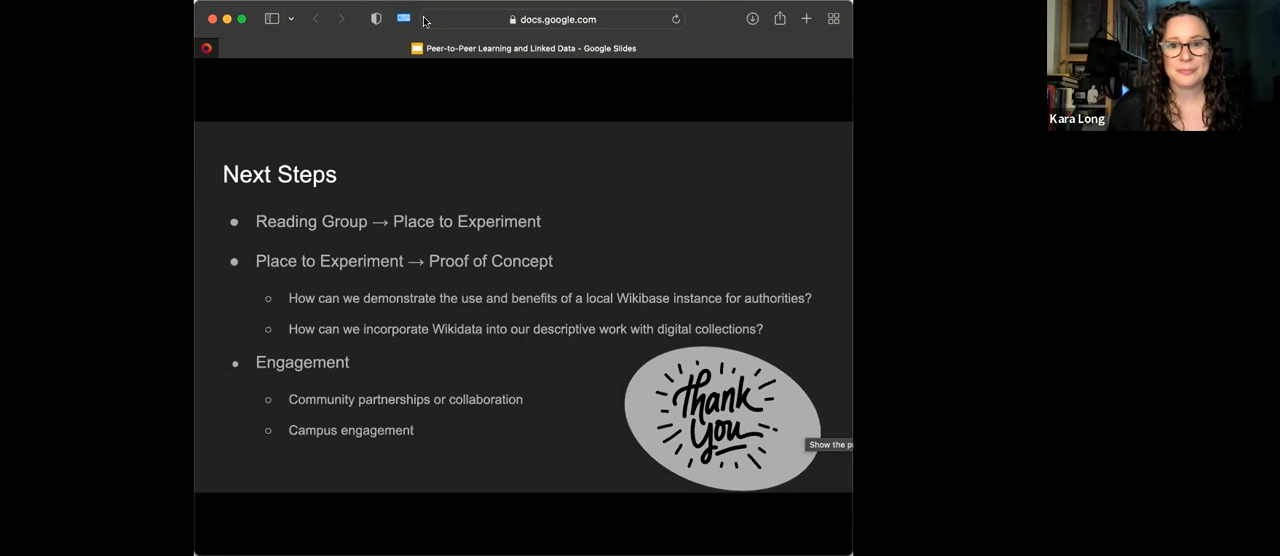 docs.google.com
Peer-to-Peer Learning and Linked Data - Google Slides
Kara Long
Next Steps
● Reading Group → Place to Experiment
● Place to Experiment → Proof of Concept
○ How can we demonstrate the use and benefits of a local Wikibase instance for authorities?
○ How can we incorporate Wikidata into our descriptive work with digital collections?
● Engagement
○ Community partnerships or collaboration
○ Campus engagement
Thank
you
Show the p